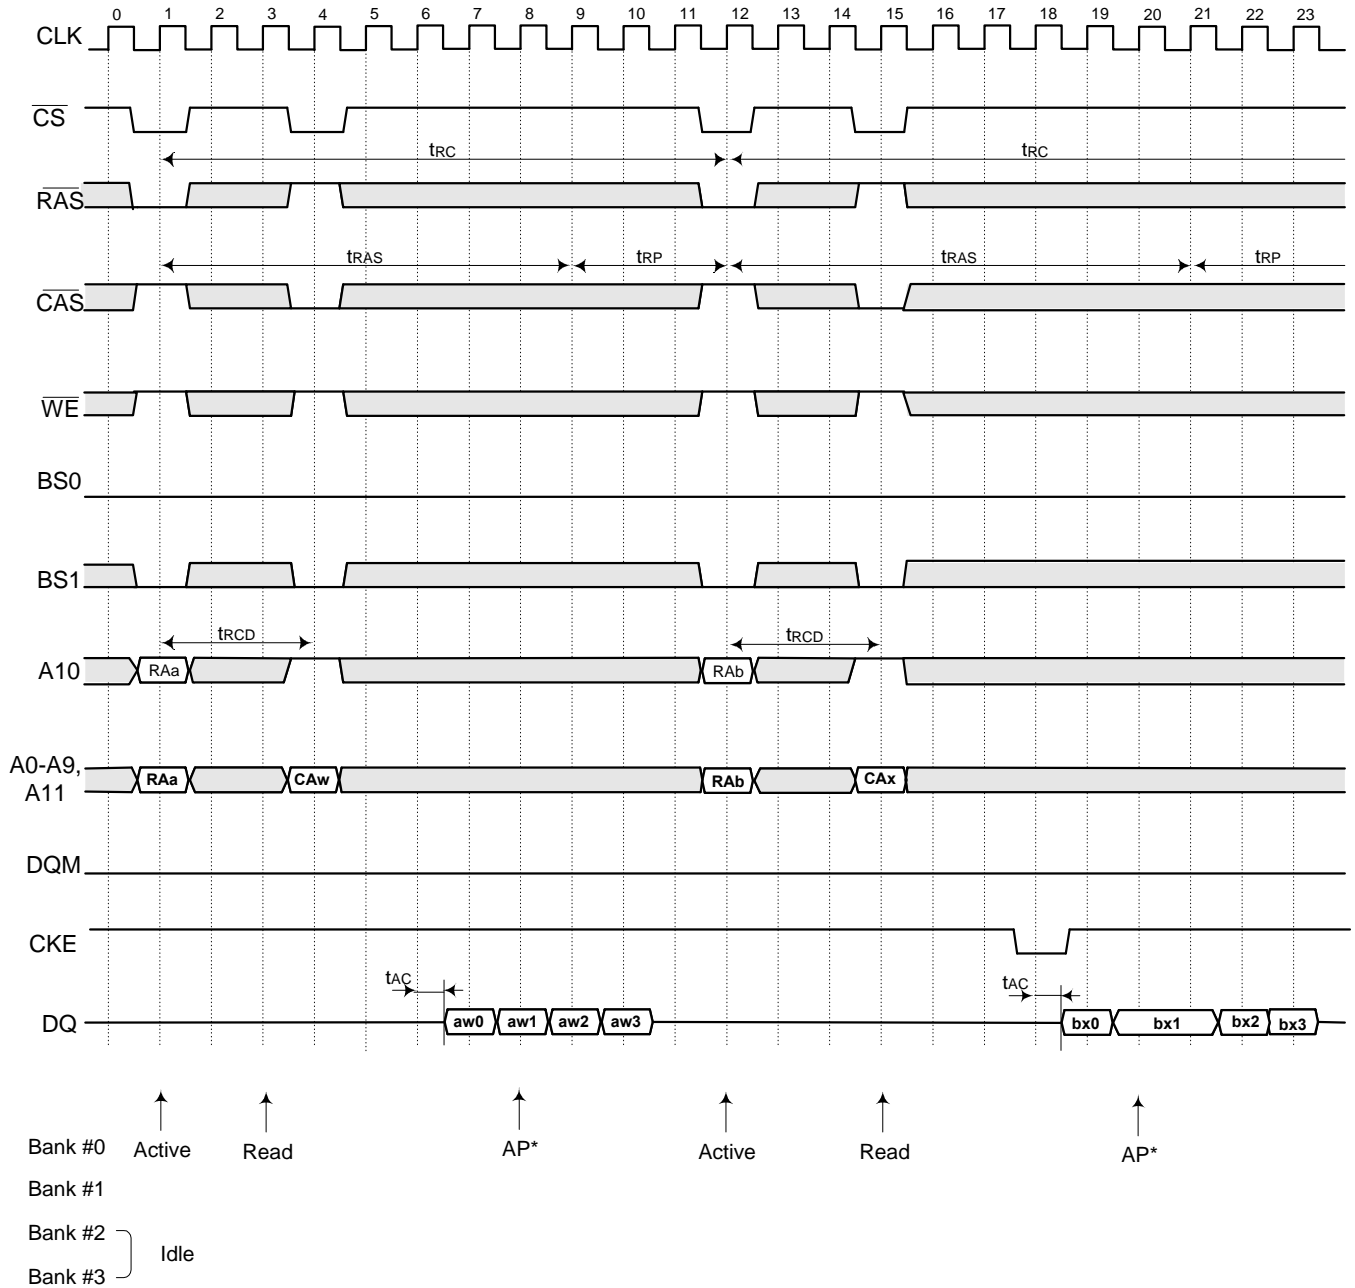 0 1 2 3 4 5 6 7 8 9 10 11 12 13 14 15 16 17 18 19 20 21 22 23
CLK
CS
tRC tRC
RAS
tRAS tRP tRAS tRP
CAS
WE
BS0
BS1
tRCD tRCD
A10 RAa RAb
A0-A9,
A11 RAa CAw RAb CAx
DQM
CKE
tAC tAC
DQ aw0 aw1 aw2 aw3 bx0 bx1 bx2 bx3
Bank #0 Active Read AP* Active Read AP*
Bank #1
Bank #2
Idle
Bank #3